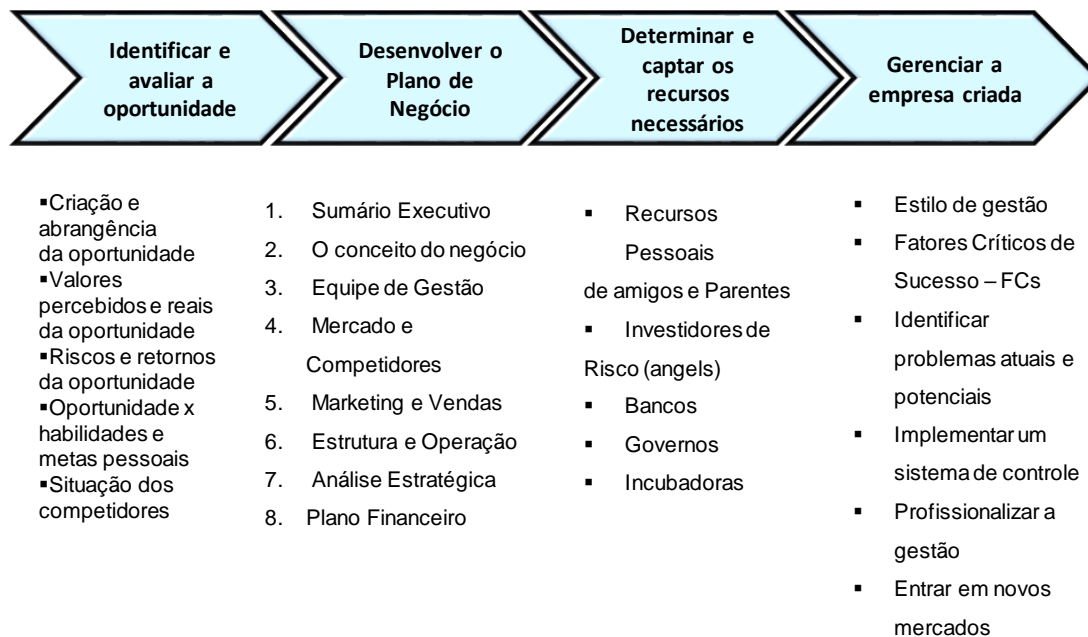 Identificar e
avaliar a
oportunidade
Desenvolver o
Plano de
Negócio
Determinar e
captar os
recursos
necessários
Gerenciar a
empresa criada
▪Criação e
abrangência
da oportunidade
▪Valores
percebidos e reais
da oportunidade
▪Riscos e retornos
da oportunidade
▪Oportunidade x
habilidades e
metas pessoais
▪Situação dos
competidores
1. Sumário Executivo
2. O conceito do negócio
3. Equipe de Gestão
4. Mercado e
Competidores
5. Marketing e Vendas
6. Estrutura e Operação
7. Análise Estratégica
8. Plano Financeiro
▪ Recursos
Pessoais
de amigos e Parentes
▪ Investidores de
Risco (angels)
▪ Bancos
▪ Governos
▪ Incubadoras
▪ Estilo de gestão
▪ Fatores Críticos de
Sucesso – FCs
▪ Identificar
problemas atuais e
potenciais
▪ Implementar um
sistema de controle
▪ Profissionalizar a
gestão
▪ Entrar em novos
mercados